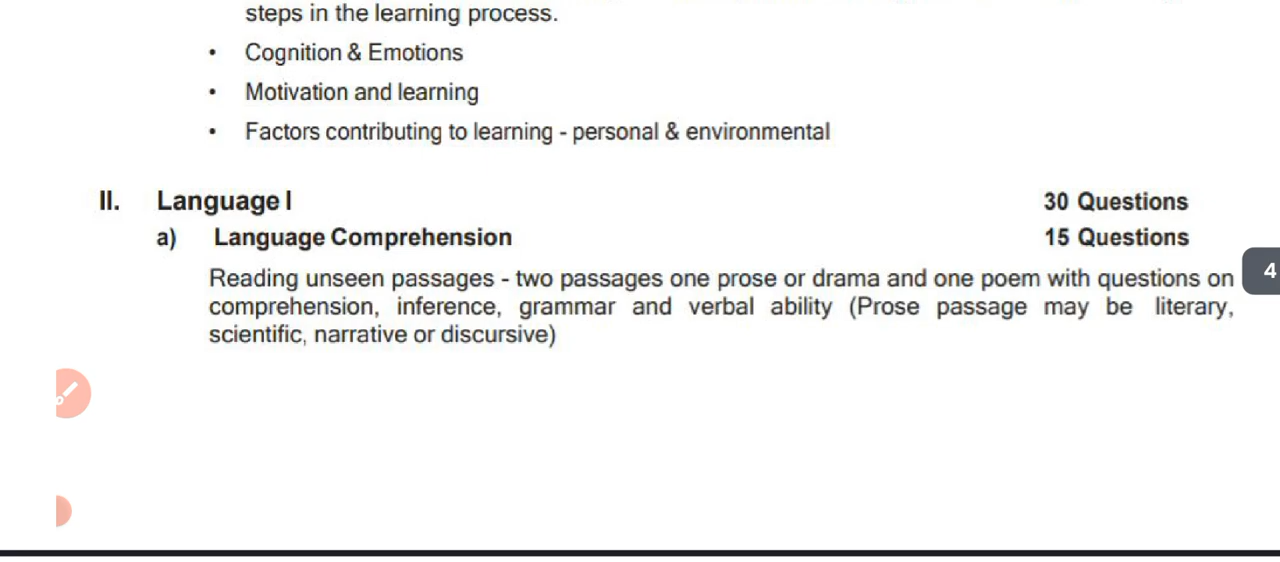 steps in the learning process.
• Cognition & Emotions
• Motivation and learning
• Factors contributing to learning - personal & environmental
II. Language I 30 Questions
a) Language Comprehension 15 Questions
Reading unseen passages - two passages one prose or drama and one poem with questions on
comprehension, inference, grammar and verbal ability (Prose passage may be literary,
scientific, narrative or discursive)
4